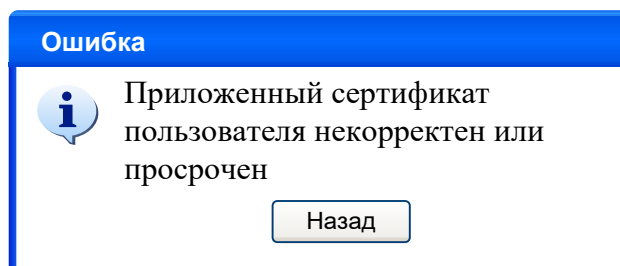 Ошибка
Приложенный сертификат
пользователя некорректен или
просрочен
Назад